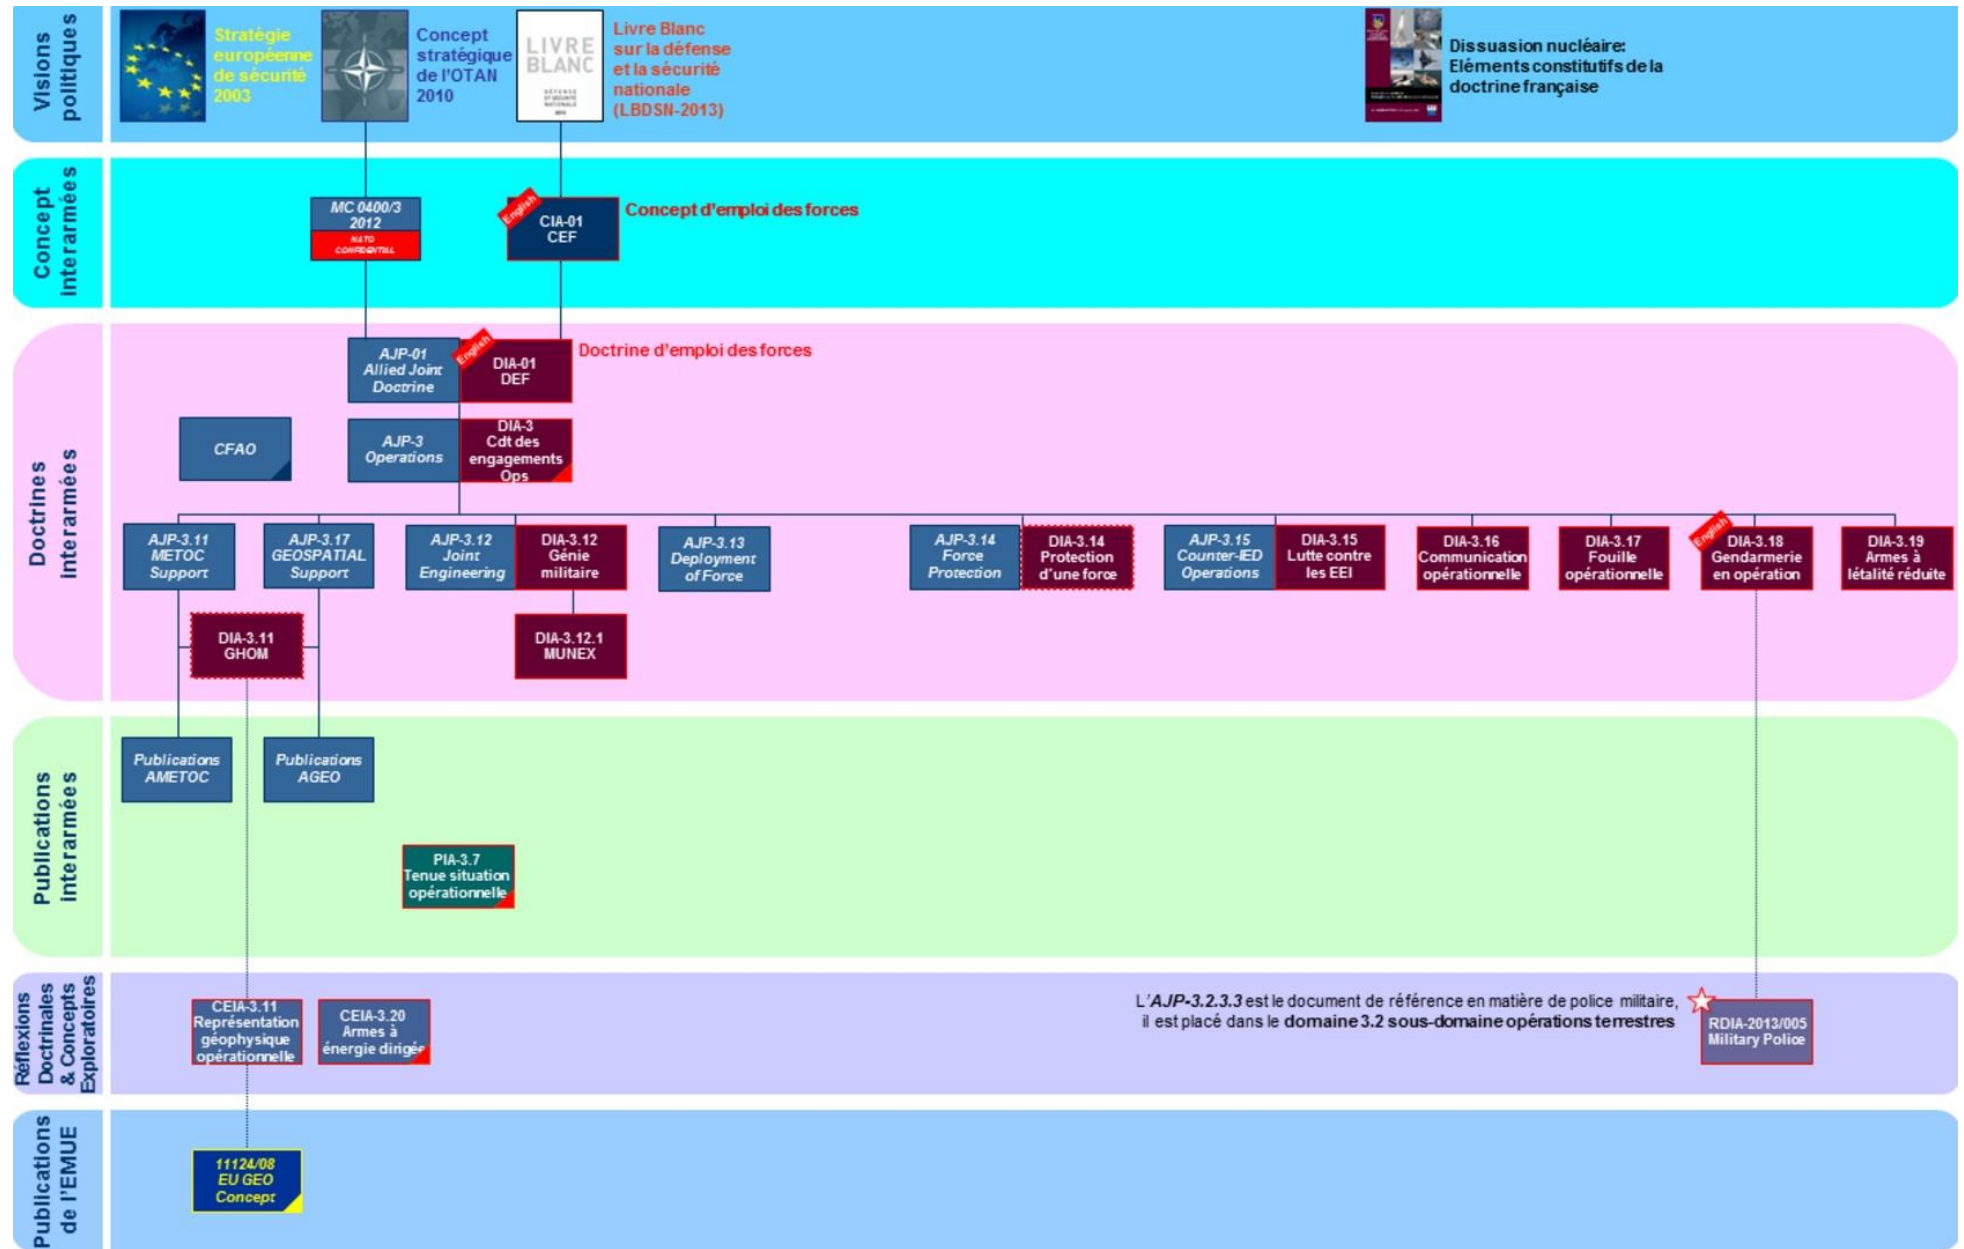 Visions
politiques
Stratégie
européenne
de sécurité
2003
Concept
stratégique
de l'OTAN
2010
LIVRE
BLANC
DÉFENSE
ET SÉCURITÉ
NATIONALE
2013
Livre Blanc
sur la défense
et la sécurité
nationale
(LBDSN-2013)
Dissuasion nucléaire:
Eléments constitutifs de la
doctrine française
Concept
interarmées
MC 0400/3
2012
NATO
CONFIDENTIAL
English
CIA-01
CEF
Concept d'emploi des forces
Doctrines
interarmées
AJP-01
Allied Joint
Doctrine
English
DIA-01
DEF
Doctrine d'emploi des forces
CFAO
AJP-3
Operations
DIA-3
Cdt des
engagements
Ops
AJP-3.11
METOC
Support
AJP-3.17
GEOSPATIAL
Support
AJP-3.12
Joint
Engineering
DIA-3.12
Génie
militaire
AJP-3.13
Deployment
of Force
AJP-3.14
Force
Protection
DIA-3.14
Protection
d'une force
AJP-3.15
Counter-IED
Operations
DIA-3.15
Lutte contre
les EEI
DIA-3.16
Communication
opérationnelle
DIA-3.17
Fouille
opérationnelle
English
DIA-3.18
Gendarmerie
en opération
DIA-3.19
Armes à
létalité réduite
DIA-3.11
GHOM
DIA-3.12.1
MUNEX
Publications
interarmées
Publications
AMETOC
Publications
AGEO
PIA-3.7
Tenue situation
opérationnelle
Réflexions
Doctrinales
& Concepts
Exploratoires
CEIA-3.11
Représentation
géophysique
opérationnelle
CEIA-3.20
Armes à
énergie dirigée
L'AJP-3.2.3.3 est le document de référence en matière de police militaire,
il est placé dans le domaine 3.2 sous-domaine opérations terrestres
RDIA-2013/005
Military Police
Publications
de l'EMUE
11124/08
EU GEO
Concept